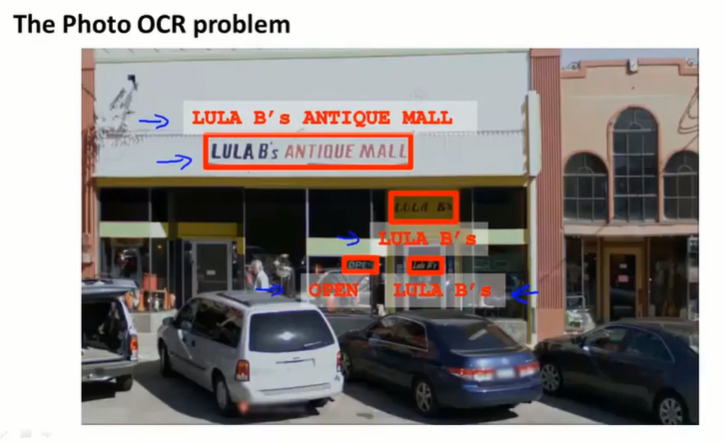 The Photo OCR problem
LULA B's ANTIQUE MALL
LULA B's ANTIQUE MALL
LULA B's
LULA B's
OPEN
Lula B's
OPEN
LULA B's